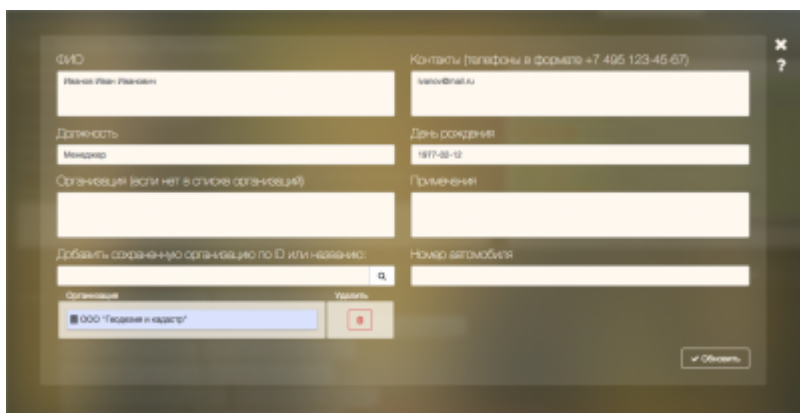 ФИО
Иванов Иван Иванович
Контакты (телефоны в формате +7 495 123-45-67)
ivanov@mail.ru
Должность
Менеджер
День рождения
1977-02-12
Организация (если нет в списке организаций)
Примечания
Добавить сохраненную организацию по ID или названию:
Номер автомобиля
Организация
Удалить
ООО "Геодезия и кадастр"
Обновить
?